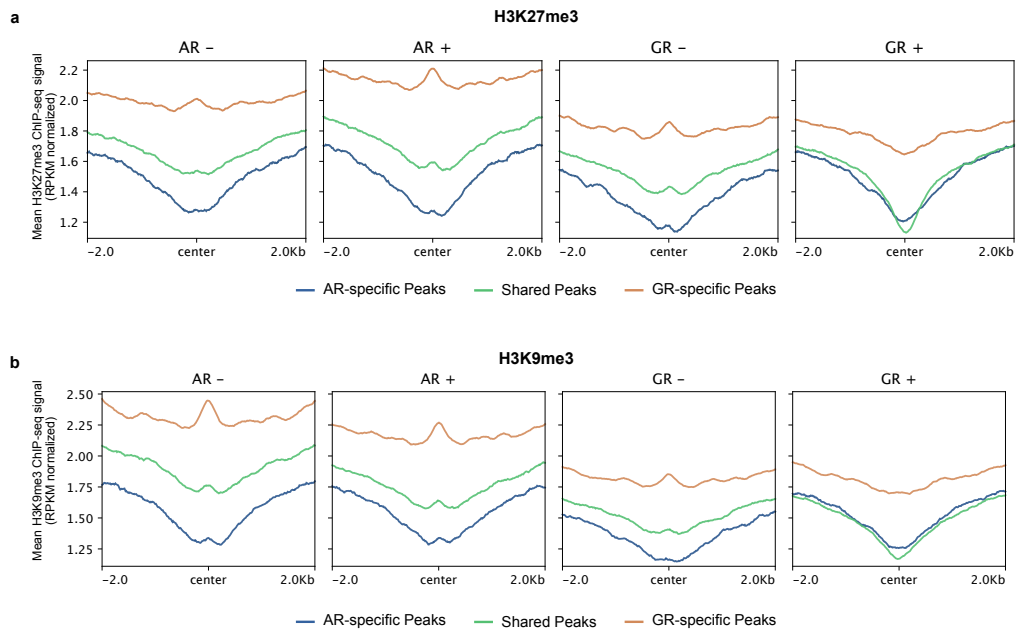 a
H3K27me3
AR –
AR +
GR –
GR +
Mean H3K27me3 ChIP-seq signal
(RPKM normalized)
2.2
2.0
1.8
1.6
1.4
1.2
−2.0 center 2.0Kb
−2.0 center 2.0Kb
−2.0 center 2.0Kb
−2.0 center 2.0Kb
AR-specific Peaks
Shared Peaks
GR-specific Peaks
b
H3K9me3
AR –
AR +
GR –
GR +
Mean H3K9me3 ChIP-seq signal
(RPKM normalized)
2.50
2.25
2.00
1.75
1.50
1.25
−2.0 center 2.0Kb
−2.0 center 2.0Kb
−2.0 center 2.0Kb
−2.0 center 2.0Kb
AR-specific Peaks
Shared Peaks
GR-specific Peaks